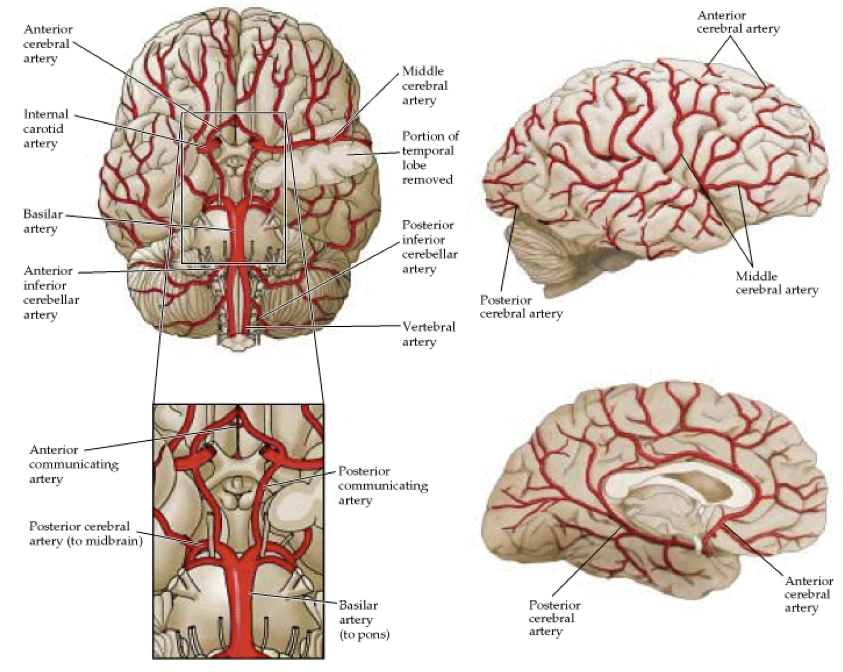 Anterior
cerebral
artery
Internal
carotid
artery
Basilar
artery
Anterior
inferior
cerebellar
artery
Middle
cerebral
artery
Portion of
temporal
lobe
removed
Posterior
inferior
cerebellar
artery
Vertebral
artery
Anterior
cerebral artery
Middle
cerebral artery
Posterior
cerebral artery
Anterior
communicating
artery
Posterior cerebral
artery (to midbrain)
Posterior
communicating
artery
Basilar
artery
(to pons)
Posterior
cerebral
artery
Anterior
cerebral
artery